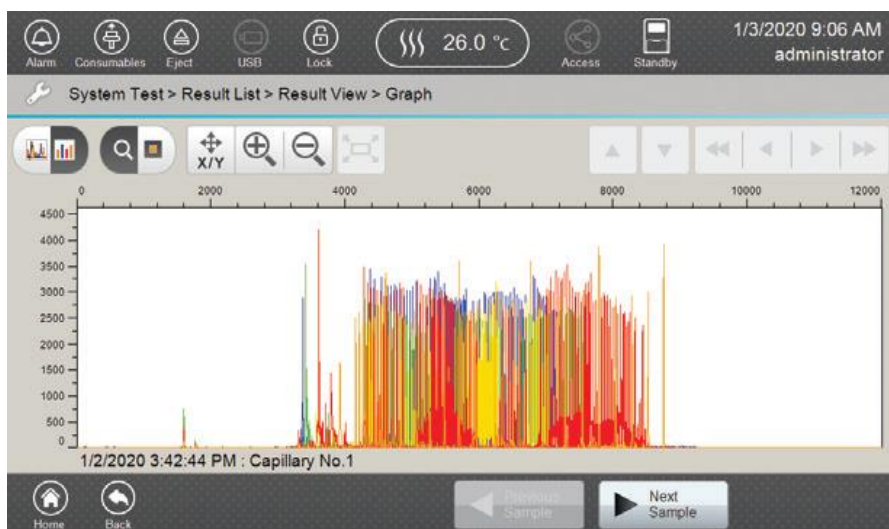 1/3/2020 9:06 AM
26.0 °c
administrator
Alarm Consumables Eject USB Lock Access Standby
System Test > Result List > Result View > Graph
X/Y
0 2000 4000 6000 8000 10000 12000
4500
4000
3500
3000
2500
2000
1500
1000
500
0
1/2/2020 3:42:44 PM : Capillary No.1
Previous Next
Sample Sample
Home Back